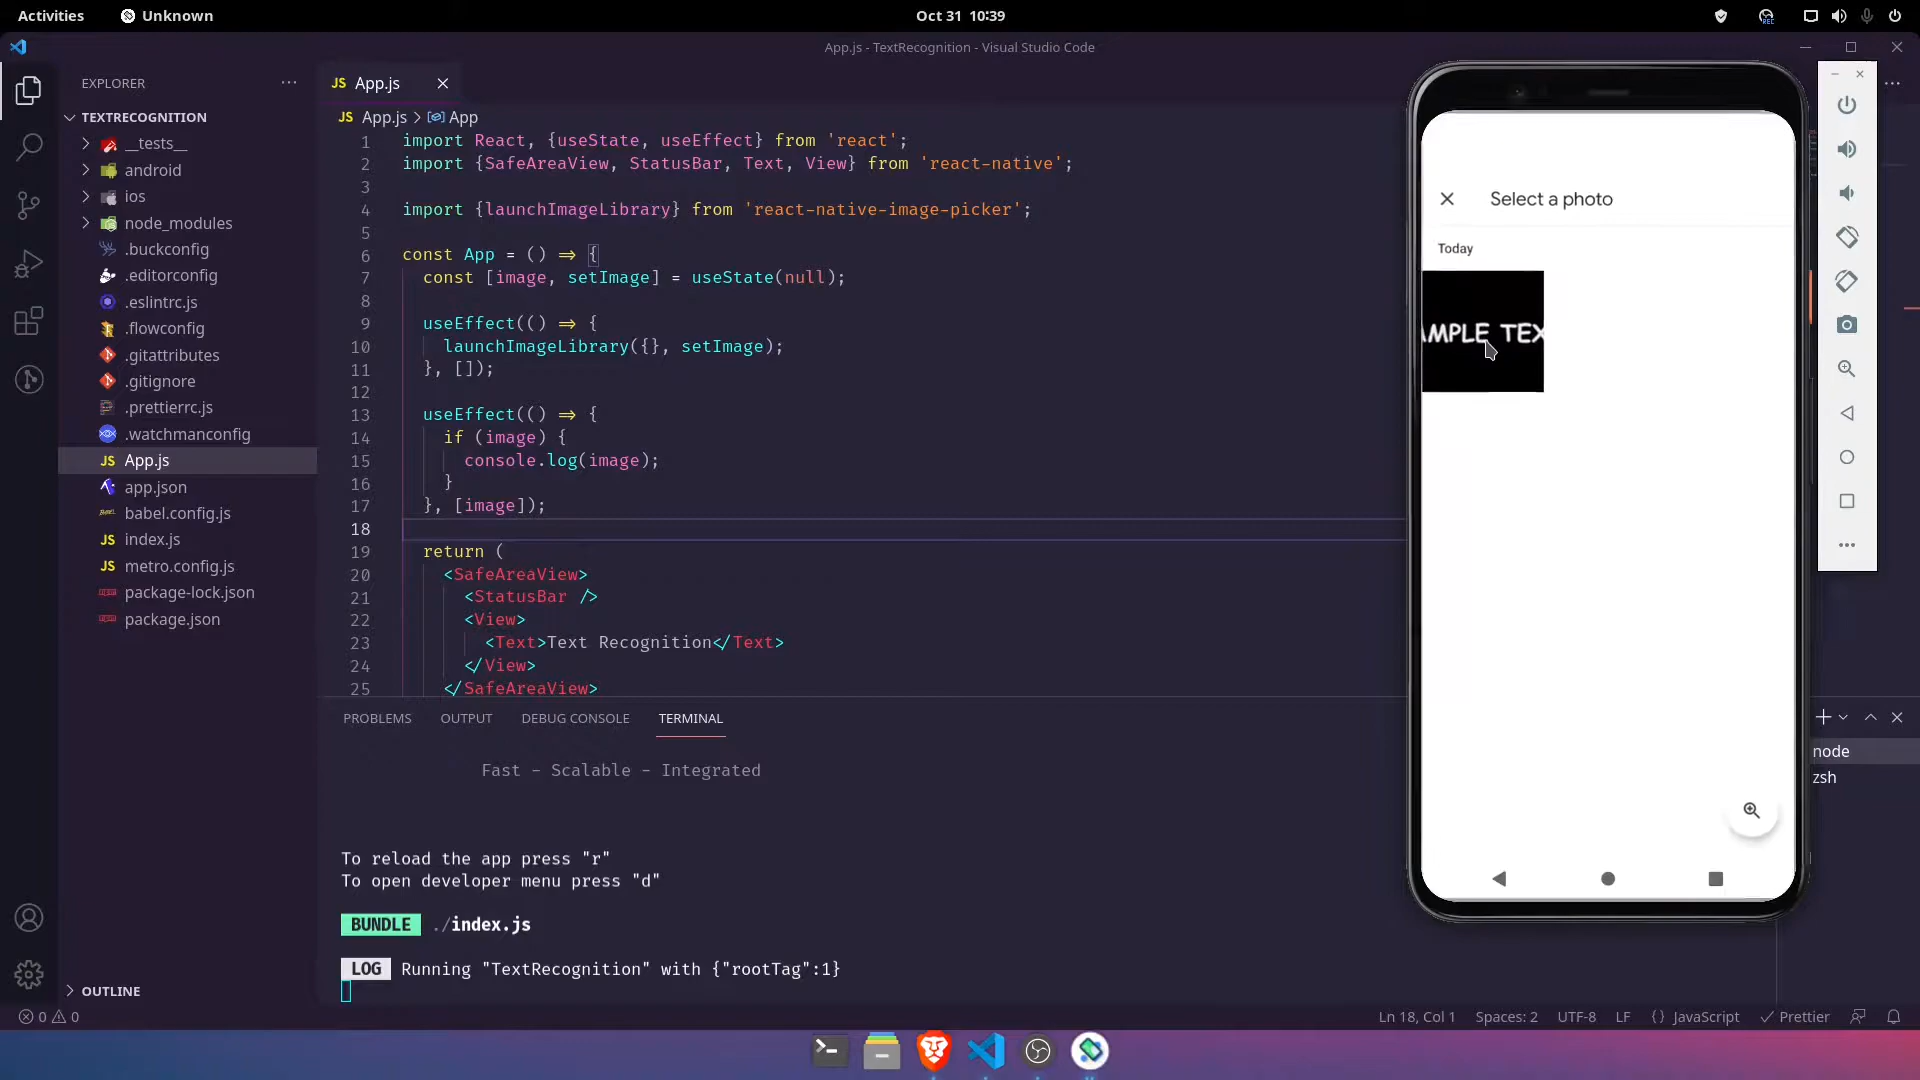 Activities
Unknown
Oct 31 10:39
App.js - TextRecognition - Visual Studio Code
EXPLORER
TEXTRECOGNITION
__tests__
android
ios
node_modules
.buckconfig
.editorconfig
.eslintrc.js
.flowconfig
.gitattributes
.gitignore
.prettierrc.js
.watchmanconfig
JS App.js
app.json
babel.config.js
JS index.js
JS metro.config.js
package-lock.json
package.json
OUTLINE
JS App.js
JS App.js > App
1 import React, {useState, useEffect} from 'react';
2 import {SafeAreaView, StatusBar, Text, View} from 'react-native';
3
4 import {launchImageLibrary} from 'react-native-image-picker';
5
6 const App = () => {
7 const [image, setImage] = useState(null);
8
9 useEffect(() => {
10 launchImageLibrary({}, setImage);
11 }, []);
12
13 useEffect(() => {
14 if (image) {
15 console.log(image);
16 }
17 }, [image]);
18
19 return (
20 <SafeAreaView>
21 <StatusBar />
22 <View>
23 <Text>Text Recognition</Text>
24 </View>
25 </SafeAreaView>
PROBLEMS OUTPUT DEBUG CONSOLE TERMINAL
Fast - Scalable - Integrated
To reload the app press "r"
To open developer menu press "d"
BUNDLE ./index.js
LOG Running "TextRecognition" with {"rootTag":1}
node
zsh
Select a photo
Today
AMPLE TEX
0 0
Ln 18, Col 1 Spaces: 2 UTF-8 LF {} JavaScript Prettier